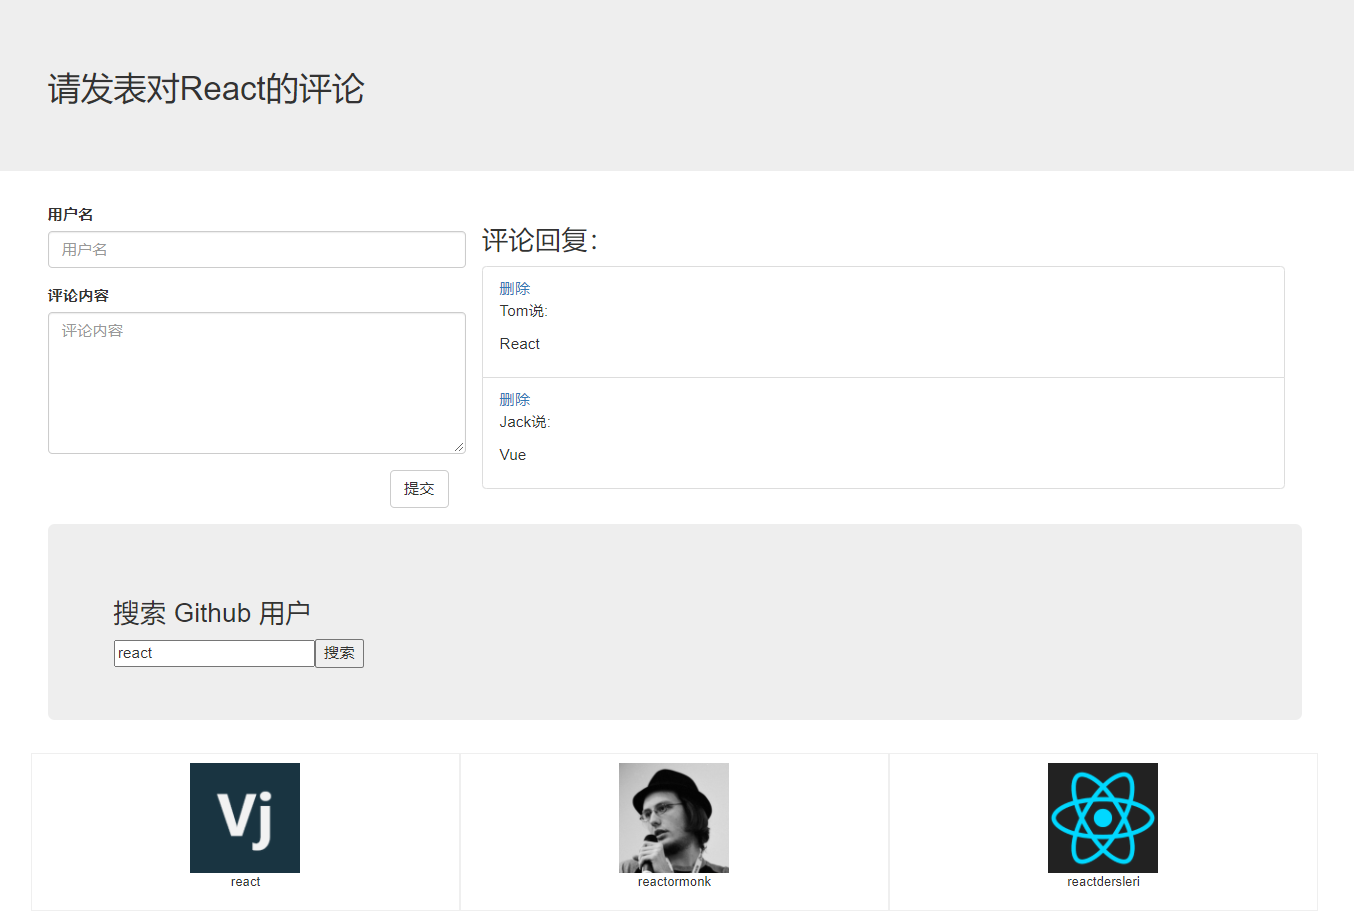 请发表对React的评论
用户名
用户名
评论内容
评论内容
提交
评论回复：
删除
Tom说:
React
删除
Jack说:
Vue
搜索 Github 用户
react
搜索
Vj
react
reactormonk
reactdersleri